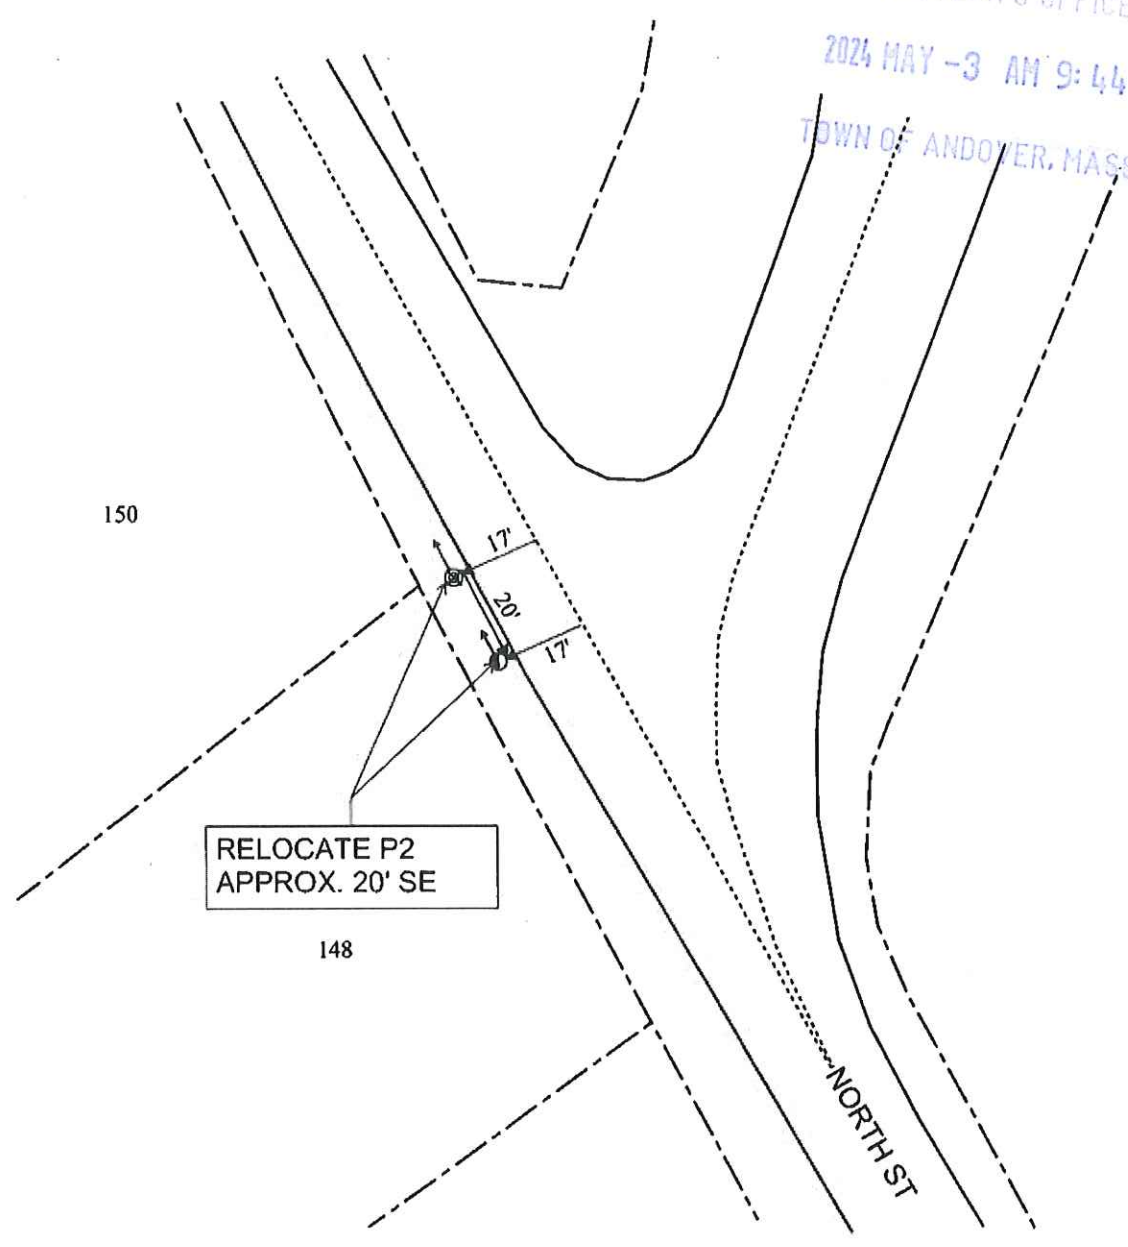 OFFICE
2024 MAY -3 AM 9:44
TOWN OF ANDOVER, MASS
150
17'
20'
17'
RELOCATE P2
APPROX. 20' SE
148
NORTH ST